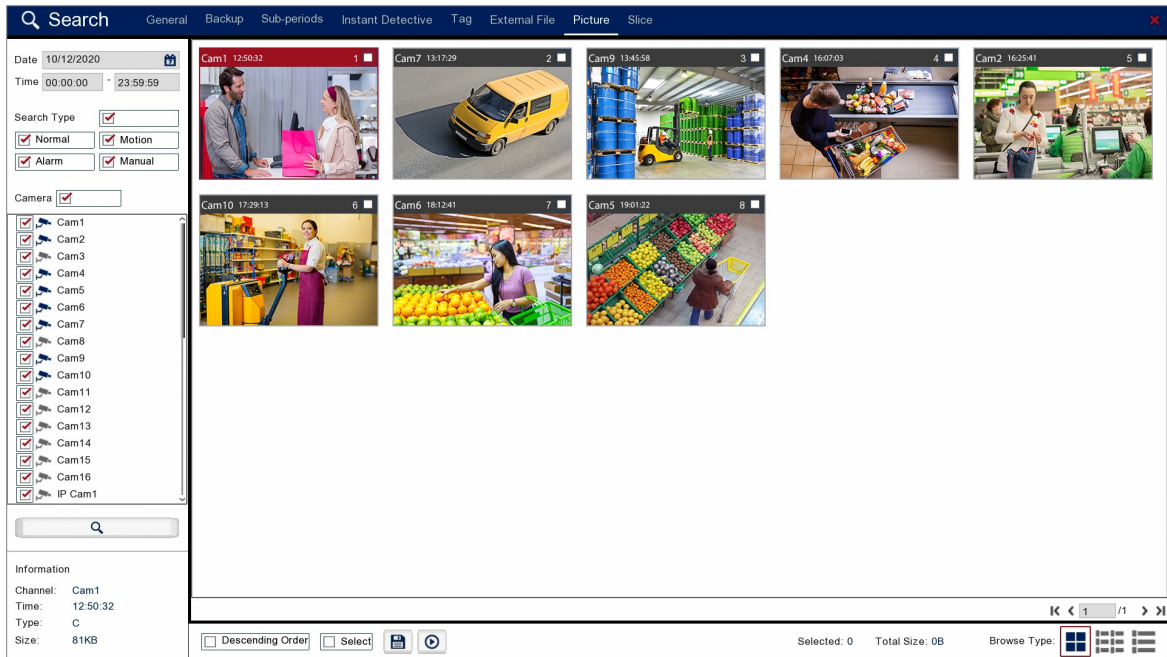 Search General Backup Sub-periods Instant Detective Tag External File Picture Slice
Date 10/12/2020
Time 00:00:00 - 23:59:59
Search Type
Normal Motion
Alarm Manual
Camera
Cam1
Cam2
Cam3
Cam4
Cam5
Cam6
Cam7
Cam8
Cam9
Cam10
Cam11
Cam12
Cam13
Cam14
Cam15
Cam16
IP Cam1
Information
Channel: Cam1
Time: 12:50:32
Type: C
Size: 81KB
Cam1 12:50:32 1
Cam7 13:17:29 2
Cam9 13:45:58 3
Cam4 16:07:03 4
Cam2 16:25:41 5
Cam10 17:29:13 6
Cam6 18:12:41 7
Cam5 19:01:22 8
1 /1
Descending Order Select Selected: 0 Total Size: 0B Browse Type: